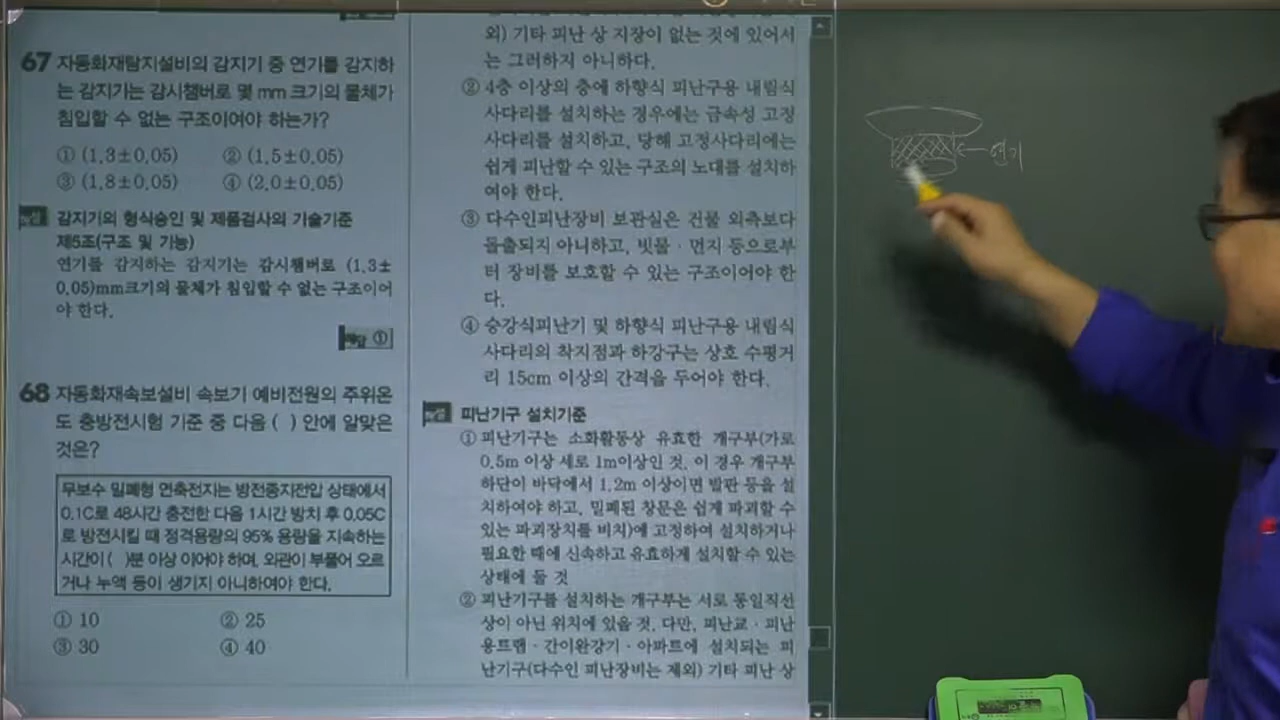 67 자동화재탐지설비의 감지기 중 연기를 감지하
는 감지기는 감시챔버로 몇 mm 크기의 물체가
침입할 수 없는 구조이어야 하는가?
① (1.3±0.05) ② (1.5±0.05)
③ (1.8±0.05) ④ (2.0±0.05)
해설 감지기의 형식승인 및 제품검사의 기술기준
제5조(구조 및 기능)
연기를 감지하는 감지기는 감시챔버로 (1.3±
0.05)mm크기의 물체가 침입할 수 없는 구조이어
야 한다.
해답 ①
68 자동화재속보설비 속보기 예비전원의 주위온
도 충방전시험 기준 중 다음 ( ) 안에 알맞은
것은?
무보수 밀폐형 연축전지는 방전종지전압 상태에서
0.1C로 48시간 충전한 다음 1시간 방치 후 0.05C
로 방전시킬 때 정격용량의 95% 용량을 지속하는
시간이 ( )분 이상 이어야 하며, 외관이 부풀어 오르
거나 누액 등이 생기지 아니하여야 한다.
① 10 ② 25
③ 30 ④ 40
외) 기타 피난 상 지장이 없는 것에 있어서
는 그러하지 아니하다.
② 4층 이상의 층에 하향식 피난구용 내림식
사다리를 설치하는 경우에는 금속성 고정
사다리를 설치하고, 당해 고정사다리에는
쉽게 피난할 수 있는 구조의 노대를 설치하
여야 한다.
③ 다수인피난장비 보관실은 건물 외측보다
돌출되지 아니하고, 빗물·먼지 등으로부
터 장비를 보호할 수 있는 구조이어야 한
다.
④ 승강식피난기 및 하향식 피난구용 내림식
사다리의 착지점과 하강구는 상호 수평거
리 15cm 이상의 간격을 두어야 한다.
해설 피난기구 설치기준
① 피난기구는 소화활동상 유효한 개구부(가로
0.5m 이상 세로 1m이상인 것. 이 경우 개구부
하단이 바닥에서 1.2m 이상이면 발판 등을 설
치하여야 하고, 밀폐된 창문은 쉽게 파괴할 수
있는 파괴장치를 비치)에 고정하여 설치하거나
필요한 때에 신속하고 유효하게 설치할 수 있는
상태에 둘 것
② 피난기구를 설치하는 개구부는 서로 동일직선
상이 아닌 위치에 있을 것. 다만, 피난교·피난
용트랩·간이완강기·아파트에 설치되는 피
난기구(다수인 피난장비는 제외) 기타 피난 상
연기